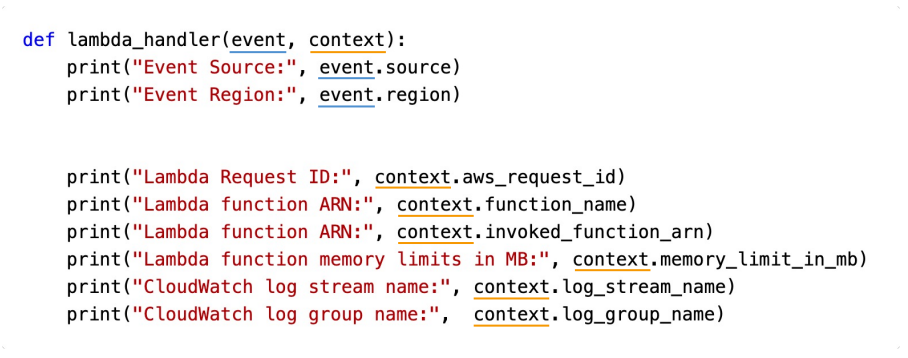 def lambda_handler(event, context):
    print("Event Source:", event.source)
    print("Event Region:", event.region)
    print("Lambda Request ID:", context.aws_request_id)
    print("Lambda function ARN:", context.function_name)
    print("Lambda function ARN:", context.invoked_function_arn)
    print("Lambda function memory limits in MB:", context.memory_limit_in_mb)
    print("CloudWatch log stream name:", context.log_stream_name)
    print("CloudWatch log group name:",  context.log_group_name)